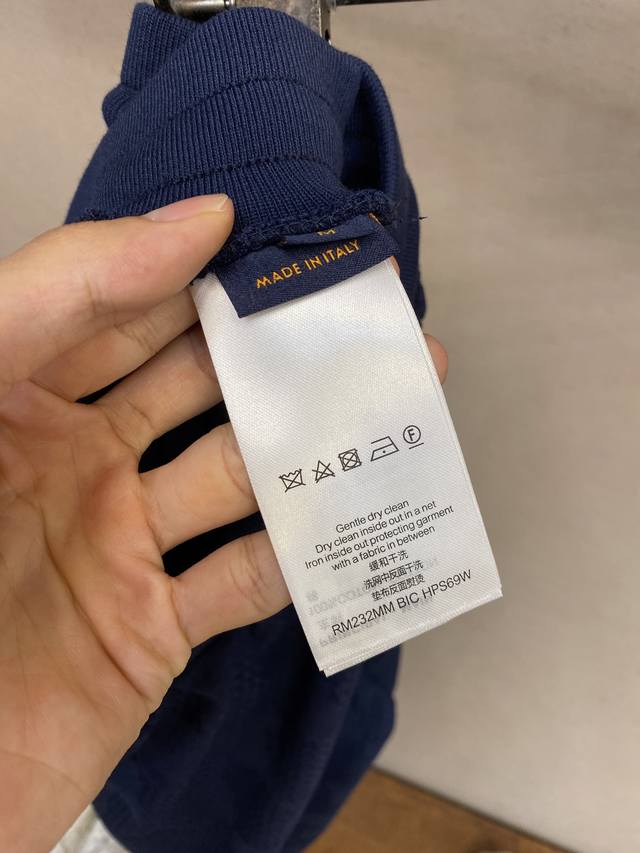 M
MADE IN ITALY
F
Gentle dry clean
Dry clean inside out in a net
Iron inside out protecting garment
with a fabric in between
缓和干洗
洗网中反面干洗
垫布反面熨烫
RM232MM BIC HPS69W